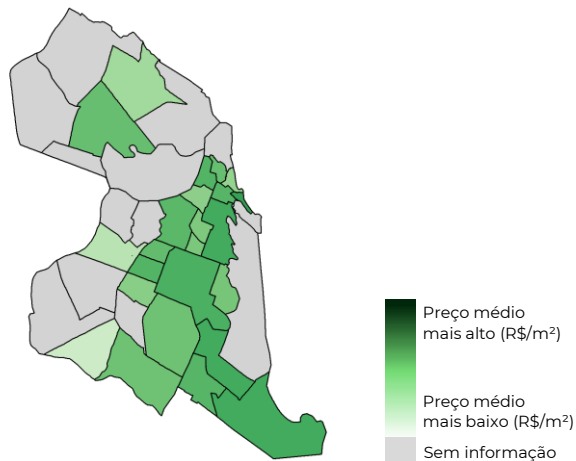 Preço médio
mais alto (R$/m²)
Preço médio
mais baixo (R$/m²)
Sem informação